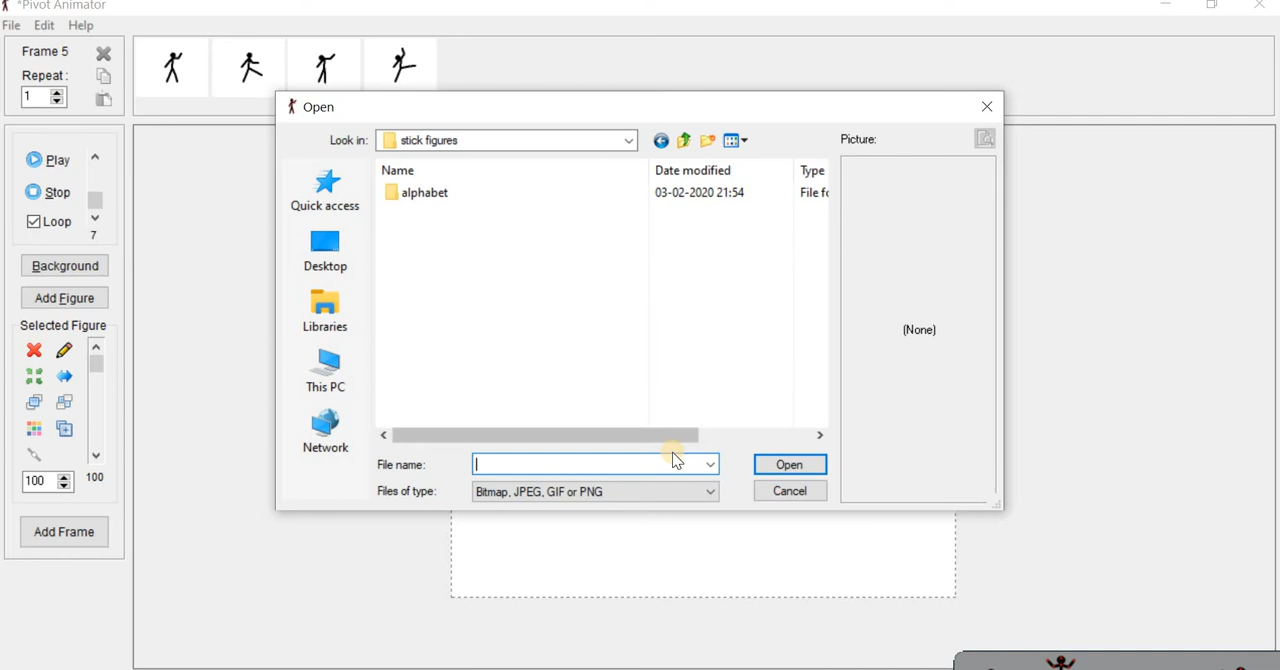 *Pivot Animator
File Edit Help
Frame 5
Repeat:
1
Open
Look in: stick figures
Picture:
Name Date modified Type
alphabet 03-02-2020 21:54 File
Quick access
Desktop
Libraries
This PC
Network
(None)
File name: Open
Files of type: Bitmap, JPEG, GIF or PNG Cancel
Play
Stop
Loop
7
Background
Add Figure
Selected Figure
100 100
Add Frame